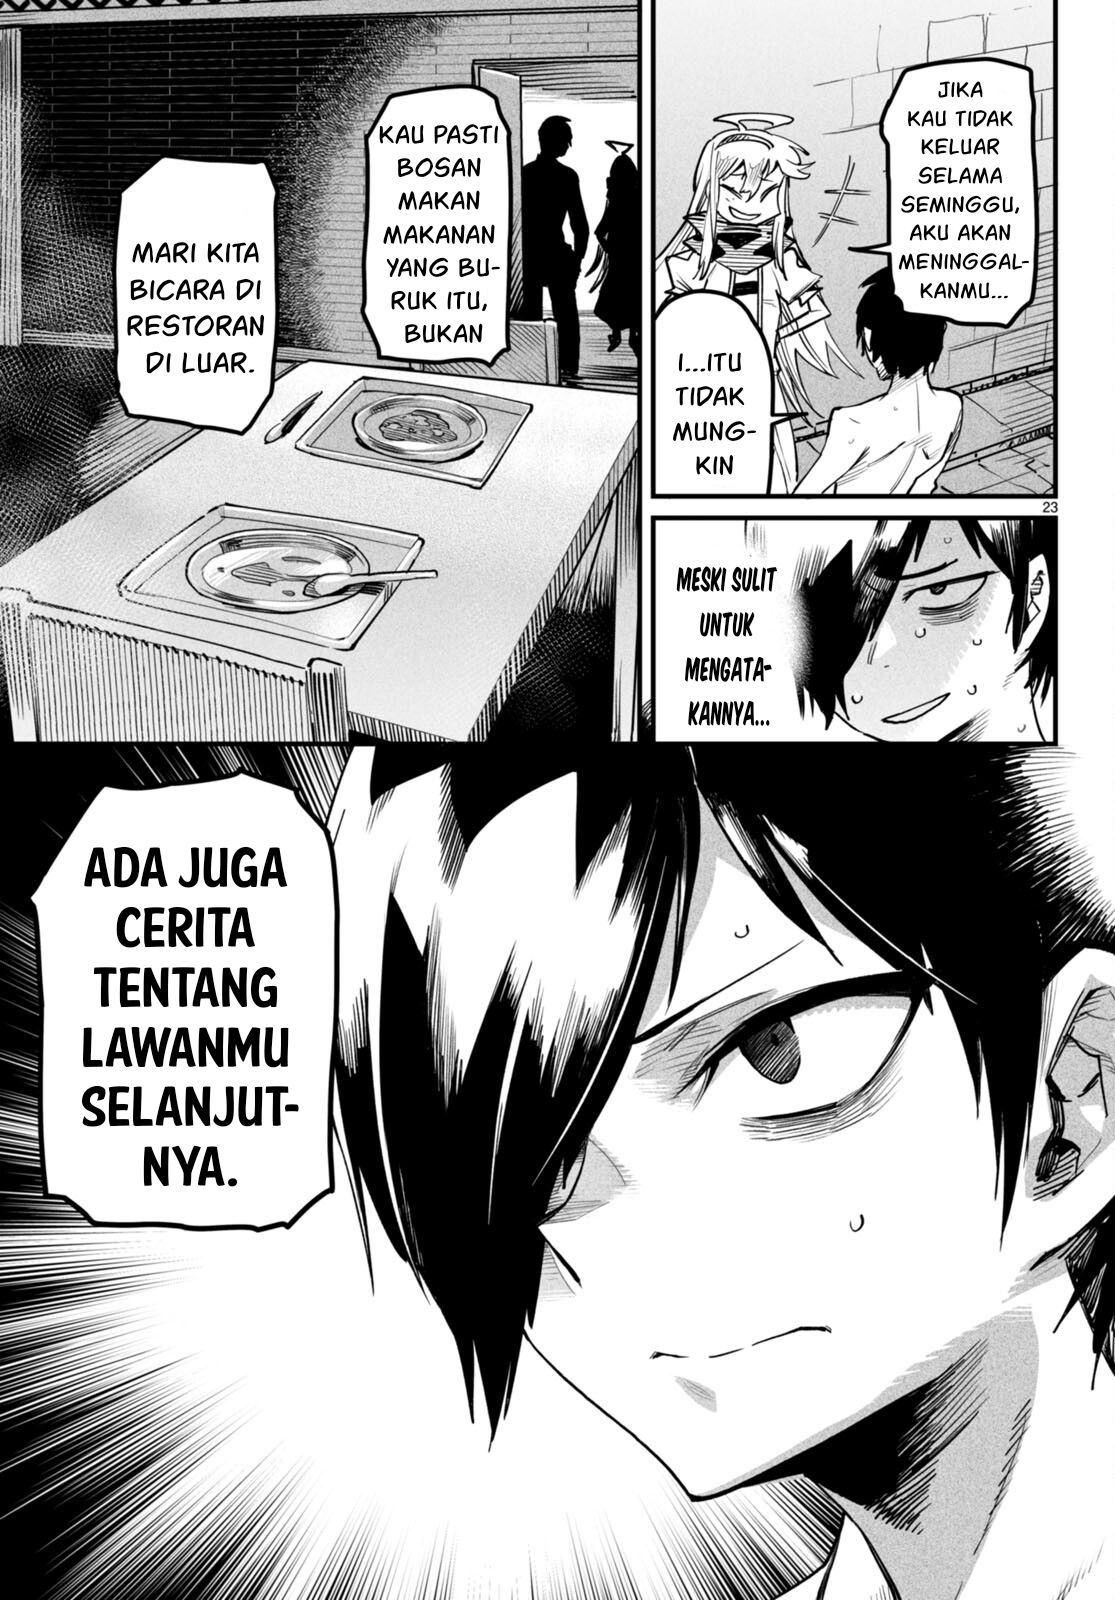 JIKA
KAU TIDAK
KELUAR
SELAMA
SEMINGGU,
AKU AKAN
MENINGGAL-
KANMU...
I...ITU
TIDAK
MUNG-
KIN
23
MESKI SULIT
UNTUK
MENGATA-
KANNYA...
KAU PASTI
BOSAN
MAKAN
MAKANAN
YANG BU-
RUK ITU,
BUKAN
MARI KITA
BICARA DI
RESTORAN
DI LUAR.
ADA JUGA
CERITA
TENTANG
LAWANMU
SELANJUT-
NYA.